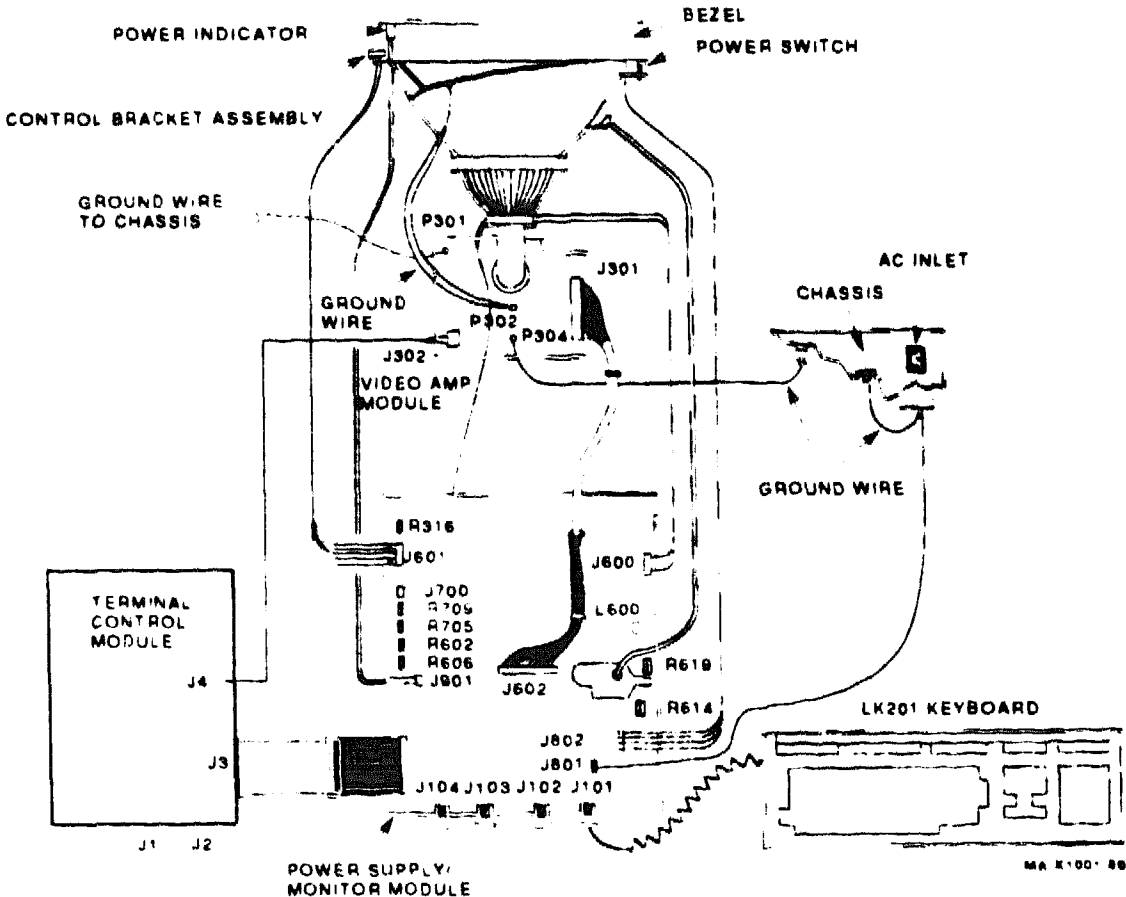 BEZEL
POWER INDICATOR
POWER SWITCH
CONTROL BRACKET ASSEMBLY
GROUND WIRE
TO CHASSIS
P301
J301
AC INLET
CHASSIS
GROUND
WIRE
P302
P304
J302
VIDEO AMP
MODULE
GROUND WIRE
R316
J601
J600
J700
R709
L600
R705
R602
R606
J901
J602
R619
R614
TERMINAL
CONTROL
MODULE
J4
LK201 KEYBOARD
J802
J801
J3
J104 J103 J102 J101
J1 J2
POWER SUPPLY/
MONITOR MODULE